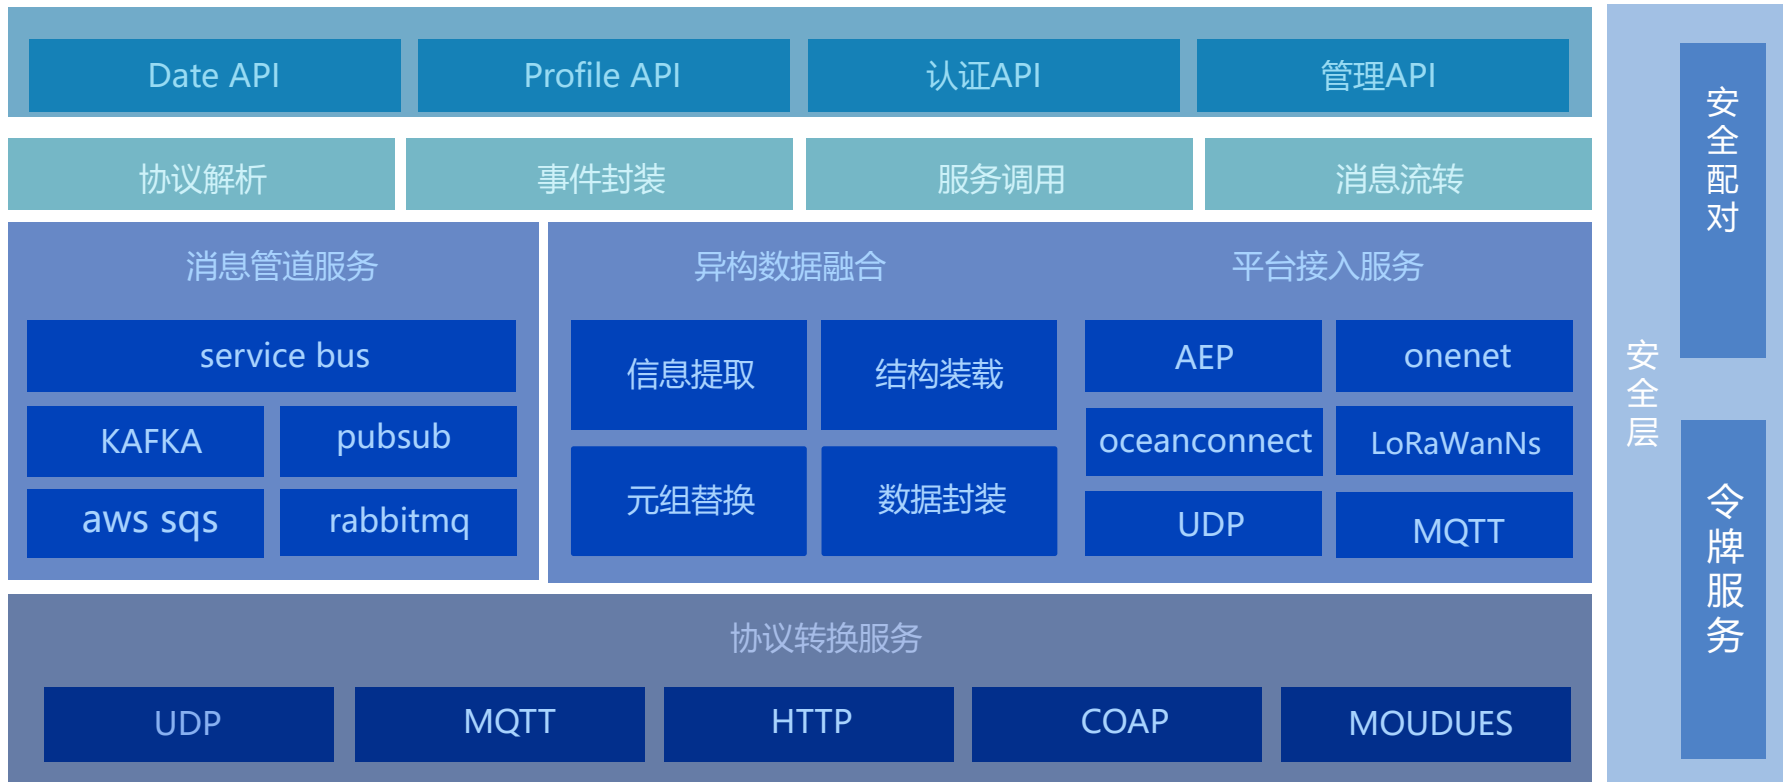 Date API
Profile API
认证API
管理API
协议解析
事件封装
服务调用
消息流转
消息管道服务
service bus
KAFKA
pubsub
aws sqs
rabbitmq
异构数据融合
信息提取
结构装载
元组替换
数据封装
平台接入服务
AEP
onenet
oceanconnect
LoRaWanNs
UDP
MQTT
协议转换服务
UDP
MQTT
HTTP
COAP
MOUDUES
安全层
安全配对
令牌服务